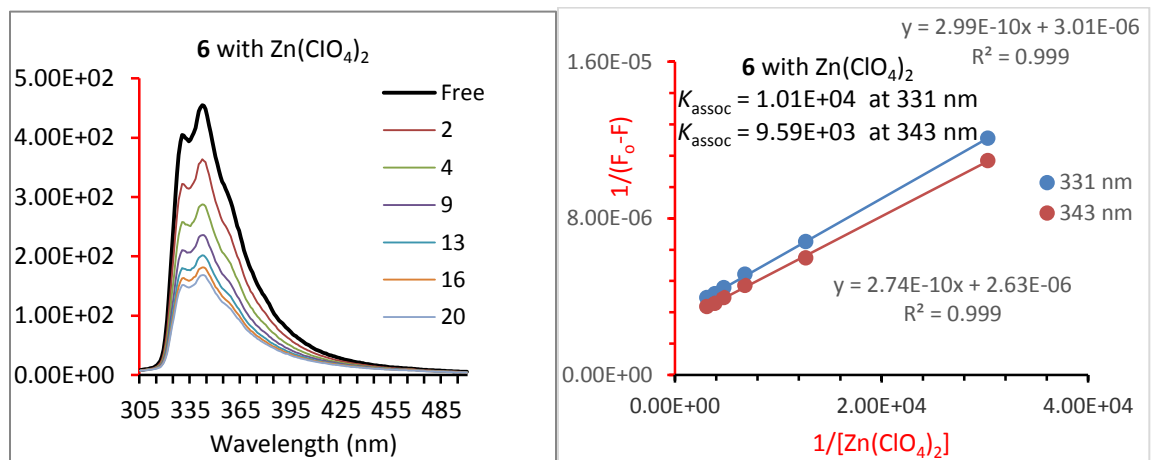 6 with Zn(ClO4)2
5.00E+02
4.00E+02
3.00E+02
2.00E+02
1.00E+02
0.00E+00
305 335 365 395 425 455 485
Wavelength (nm)
Free
2
4
9
13
16
20
y = 2.99E-10x + 3.01E-06
R² = 0.999
6 with Zn(ClO4)2
Kassoc = 1.01E+04 at 331 nm
Kassoc = 9.59E+03 at 343 nm
1.60E-05
8.00E-06
0.00E+00
1/(Fo-F)
331 nm
343 nm
y = 2.74E-10x + 2.63E-06
R² = 0.999
0.00E+00 2.00E+04 4.00E+04
1/[Zn(ClO4)2]